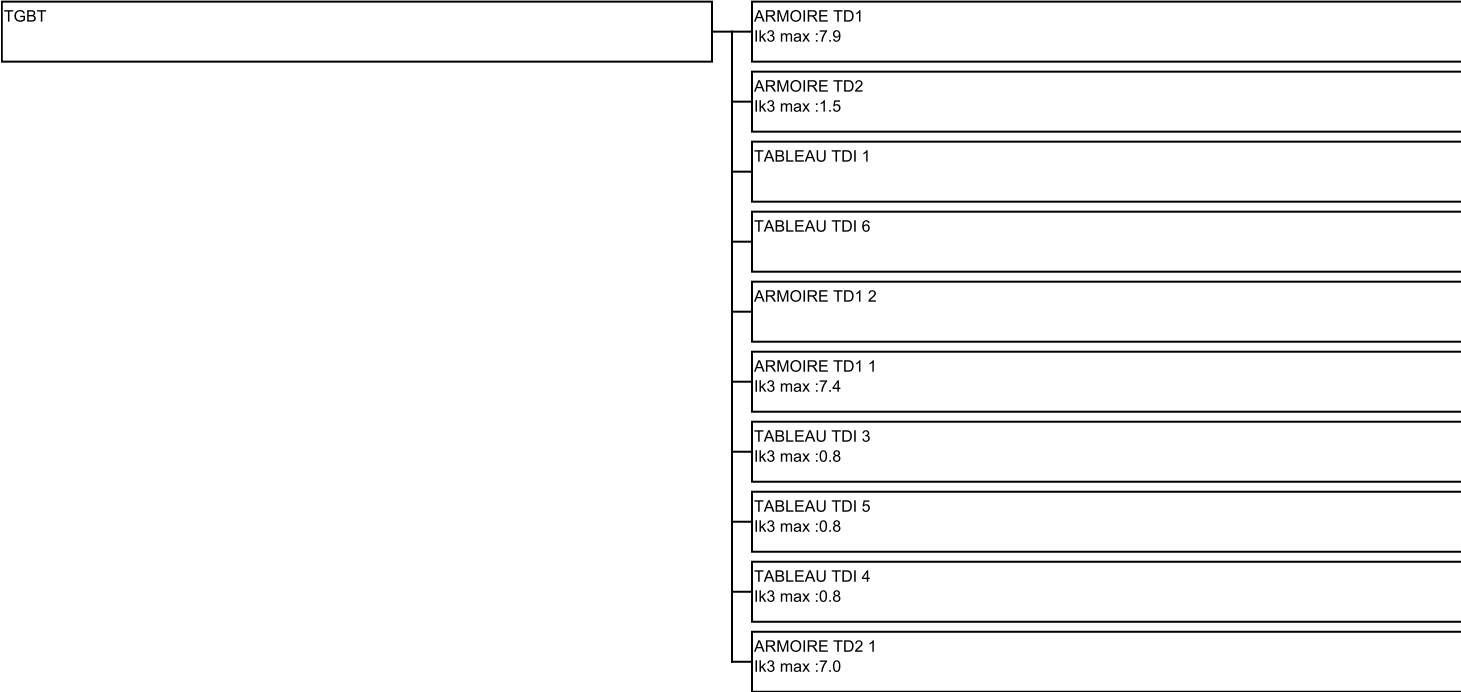 TGBT
ARMOIRE TD1
Ik3 max :7.9
ARMOIRE TD2
Ik3 max :1.5
TABLEAU TDI 1
TABLEAU TDI 6
ARMOIRE TD1 2
ARMOIRE TD1 1
Ik3 max :7.4
TABLEAU TDI 3
Ik3 max :0.8
TABLEAU TDI 5
Ik3 max :0.8
TABLEAU TDI 4
Ik3 max :0.8
ARMOIRE TD2 1
Ik3 max :7.0